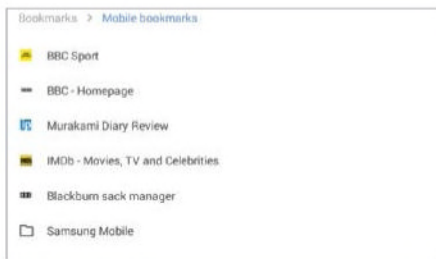 Bookmarks > Mobile bookmarks
BBC Sport
BBC - Homepage
Murakami Diary Review
IMDb - Movies, TV and Celebrities
Blackburn sack manager
Samsung Mobile